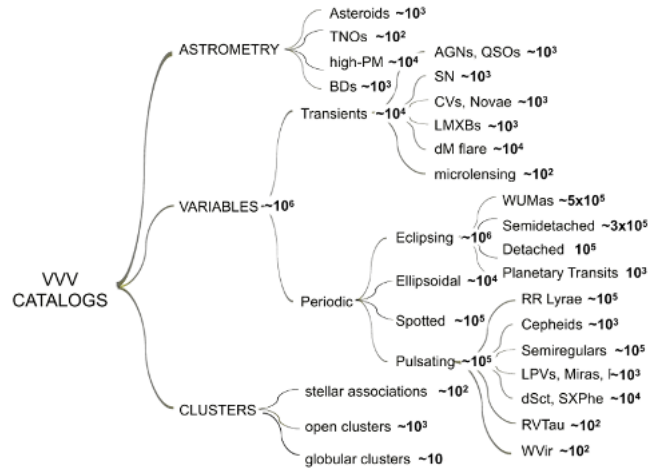 VVV
CATALOGS
ASTROMETRY
Asteroids ~10³
TNOs ~10²
high-PM ~10⁴
BDs ~10³
VARIABLES ~10⁶
Transients ~10⁴
AGNs, QSOs ~10³
SN ~10³
CVs, Novae ~10³
LMXBs ~10³
dM flare ~10⁴
microlensing ~10²
Periodic
Eclipsing ~10⁶
WUMas ~5x10⁵
Semidetached ~3x10⁵
Detached 10⁵
Planetary Transits 10³
Ellipsoidal ~10⁴
Spotted ~10⁵
Pulsating ~10⁵
RR Lyrae ~10⁵
Cepheids ~10³
Semiregulars ~10⁵
LPVs, Miras, ~10³
dSct, SXPhe ~10⁴
RVTau ~10²
WVir ~10²
CLUSTERS
stellar associations ~10²
open clusters ~10³
globular clusters ~10